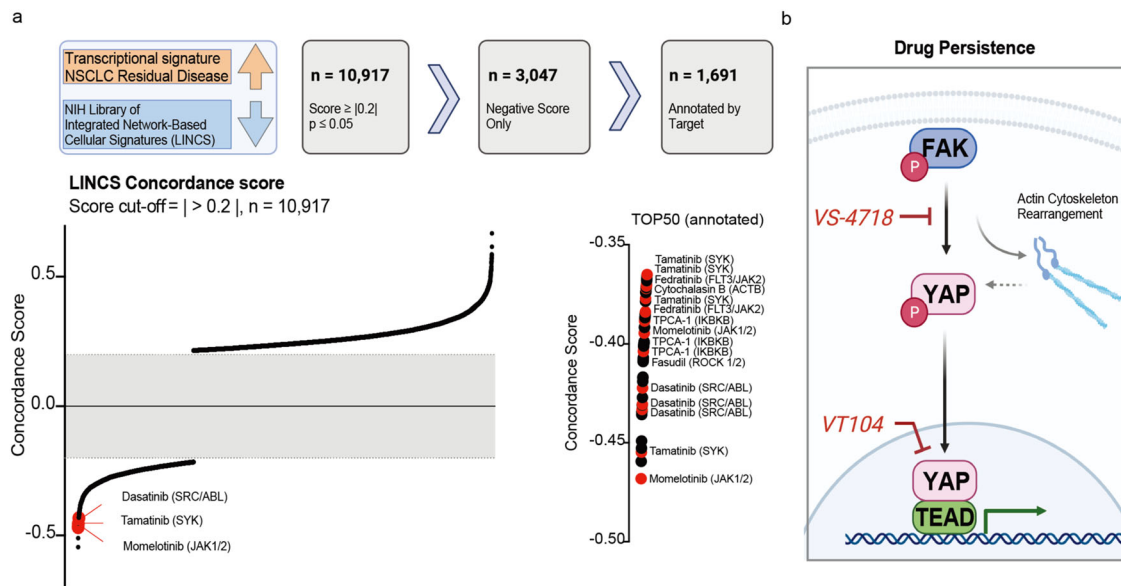 a
Transcriptional signature
NSCLC Residual Disease
NIH Library of
Integrated Network-Based
Cellular Signatures (LINCS)
n = 10,917
Score ≥ |0.2|
p ≤ 0.05
n = 3,047
Negative Score
Only
n = 1,691
Annotated by
Target
LINCS Concordance score
Score cut-off = | > 0.2 |, n = 10,917
Concordance Score
0.5
0.0
-0.5
Dasatinib (SRC/ABL)
Tamatinib (SYK)
Momelotinib (JAK1/2)
TOP50 (annotated)
Concordance Score
-0.35
-0.40
-0.45
-0.50
Tamatinib (SYK)
Tamatinib (SYK)
Fedratinib (FLT3/JAK2)
Cytochalasin B (ACTB)
Tamatinib (SYK)
Fedratinib (FLT3/JAK2)
TPCA-1 (IKBKB)
Momelotinib (JAK1/2)
TPCA-1 (IKBKB)
TPCA-1 (IKBKB)
Fasudil (ROCK 1/2)
Dasatinib (SRC/ABL)
Dasatinib (SRC/ABL)
Dasatinib (SRC/ABL)
Tamatinib (SYK)
Momelotinib (JAK1/2)
b
Drug Persistence
FAK
P
VS-4718
Actin Cytoskeleton
Rearrangement
YAP
P
VT104
YAP
TEAD